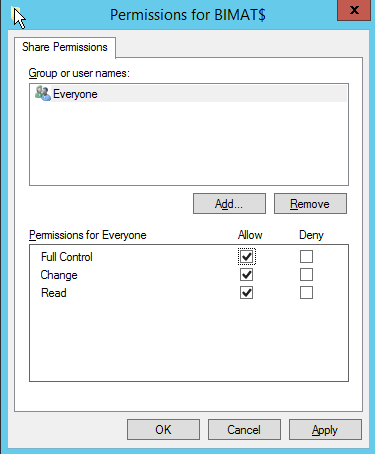 Permissions for BIMAT$
Share Permissions
Group or user names:
Everyone
Add... Remove
Permissions for Everyone Allow Deny
Full Control
Change
Read
OK Cancel Apply